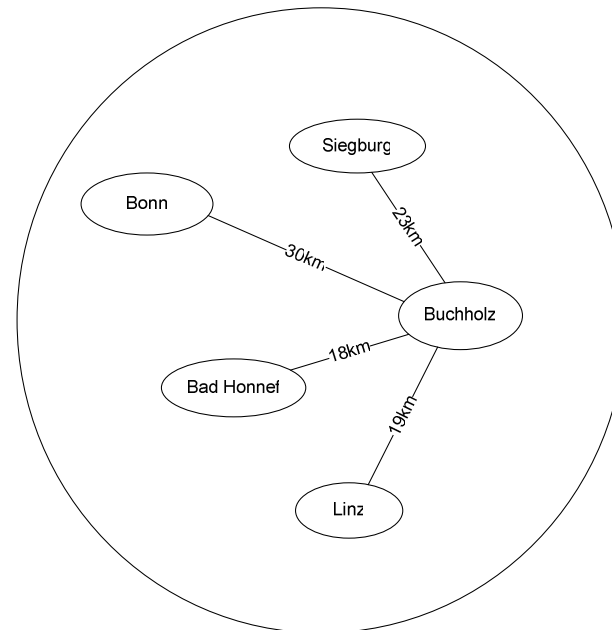 Siegburg
Bonn
23km
30km
Buchholz
18km
Bad Honnef
19km
Linz